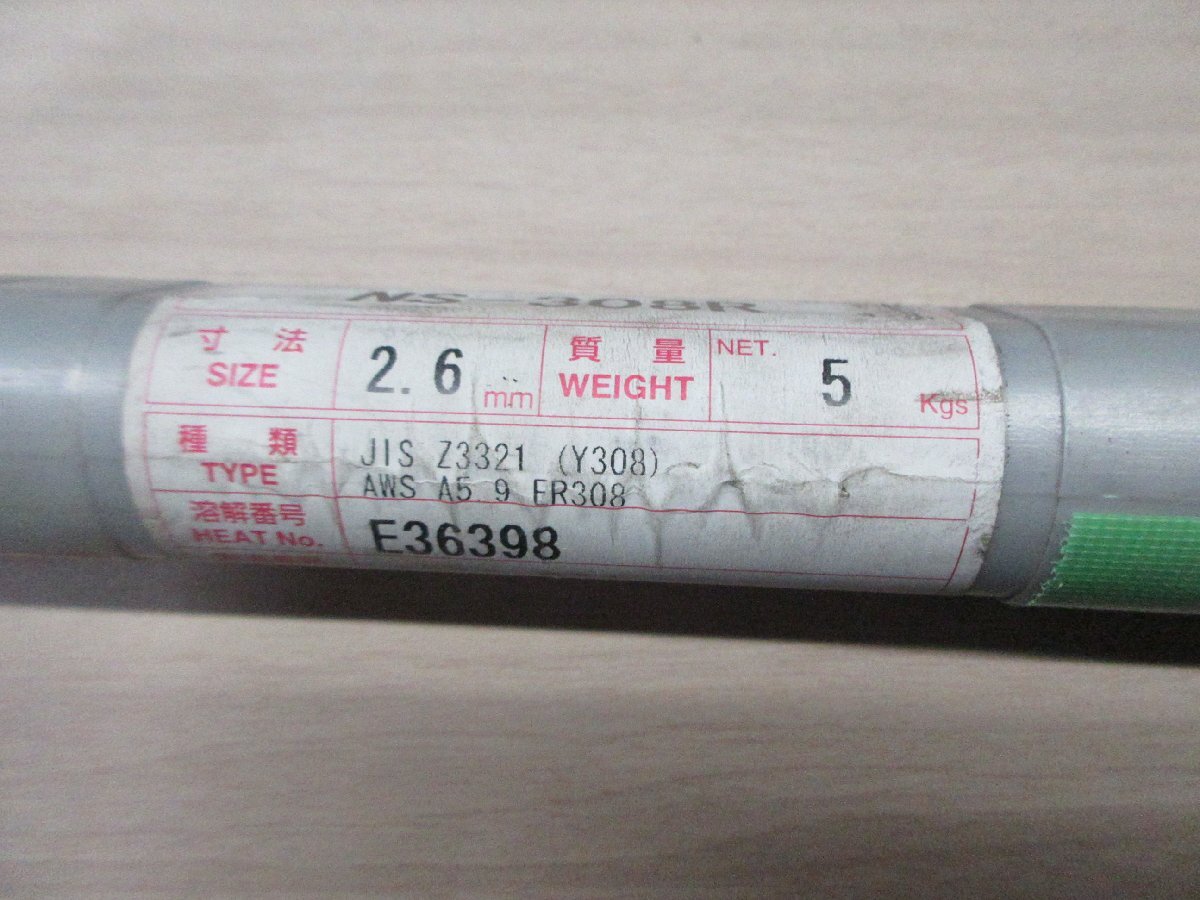 NS-308R
寸法 2.6 mm 質量 NET. 5 Kgs
SIZE WEIGHT
種類 JIS Z3321 (Y308)
TYPE AWS A5.9 ER308
溶解番号 E36398
HEAT No.